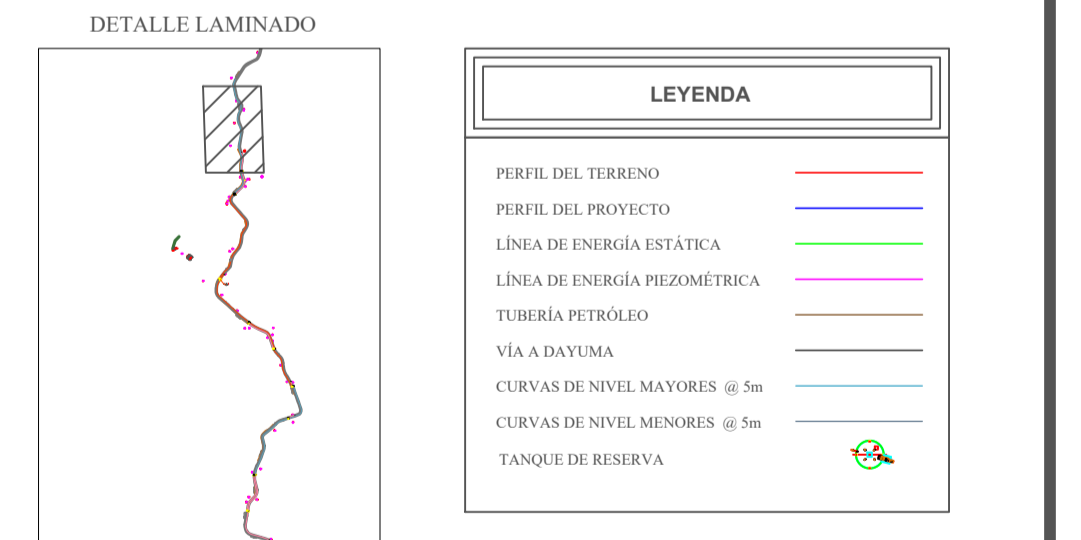 DETALLE LAMINADO
LEYENDA
PERFIL DEL TERRENO
PERFIL DEL PROYECTO
LÍNEA DE ENERGÍA ESTÁTICA
LÍNEA DE ENERGÍA PIEZOMÉTRICA
TUBERÍA PETRÓLEO
VÍA A DAYUMA
CURVAS DE NIVEL MAYORES @ 5m
CURVAS DE NIVEL MENORES @ 5m
TANQUE DE RESERVA